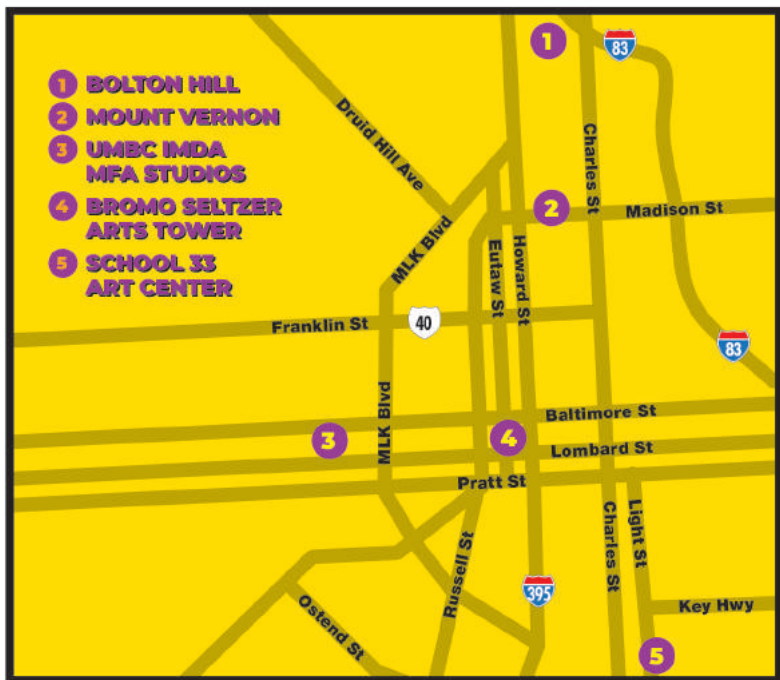 1
83
1 BOLTON HILL
2 MOUNT VERNON
3 UMBC IMDA
MFA STUDIOS
4 BROMO SELTZER
ARTS TOWER
5 SCHOOL 33
ART CENTER
Druid Hill Ave
Charles St
2
Madison St
MLK Blvd
Eutaw St
Howard St
Franklin St
40
83
MLK Blvd
Baltimore St
3
4
Lombard St
Pratt St
Russell St
Charles St
Light St
395
Ostend St
Key Hwy
5